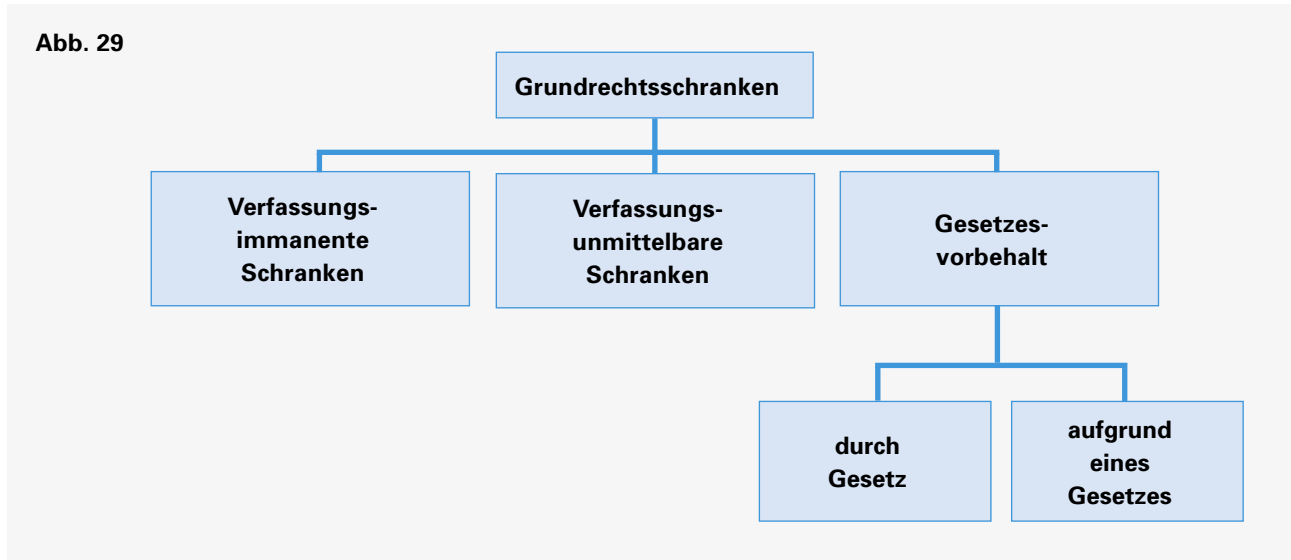 Abb. 29
Grundrechtsschranken
Verfassungs-
immanente
Schranken
Verfassungs-
unmittelbare
Schranken
Gesetzes-
vorbehalt
durch
Gesetz
aufgrund
eines
Gesetzes